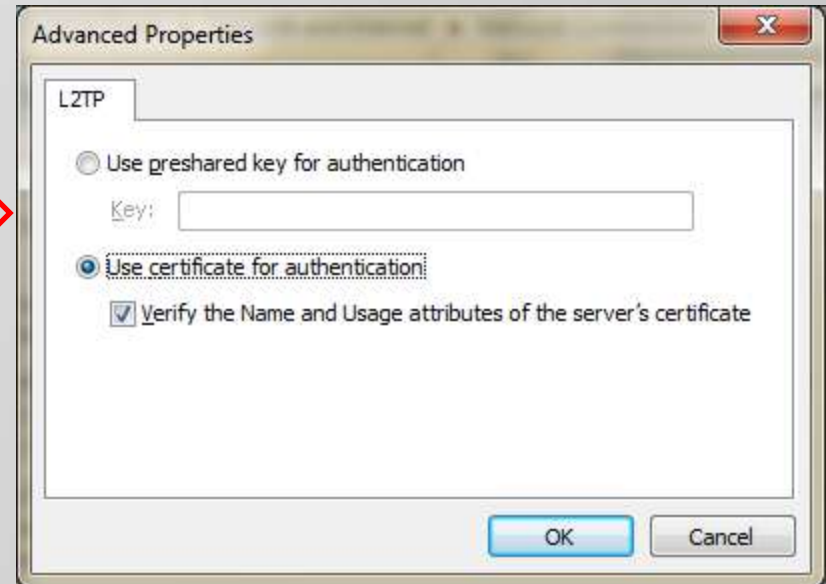 Advanced Properties
L2TP
Use preshared key for authentication
Key:
Use certificate for authentication
Verify the Name and Usage attributes of the server's certificate
OK Cancel